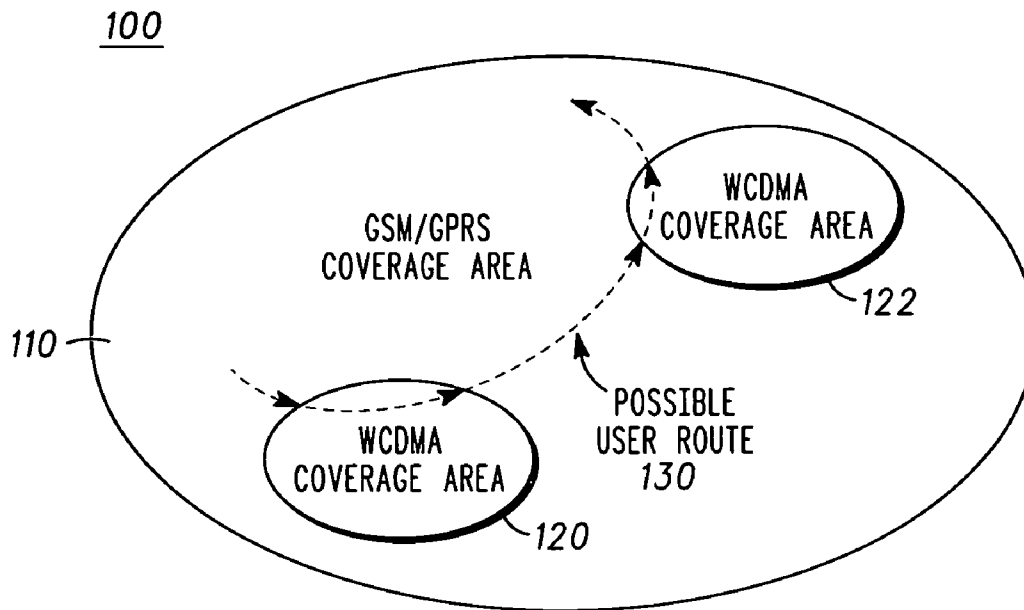 100
WCDMA
COVERAGE AREA
GSM/GPRS
COVERAGE AREA
122
110
POSSIBLE
USER ROUTE
130
WCDMA
COVERAGE AREA
120